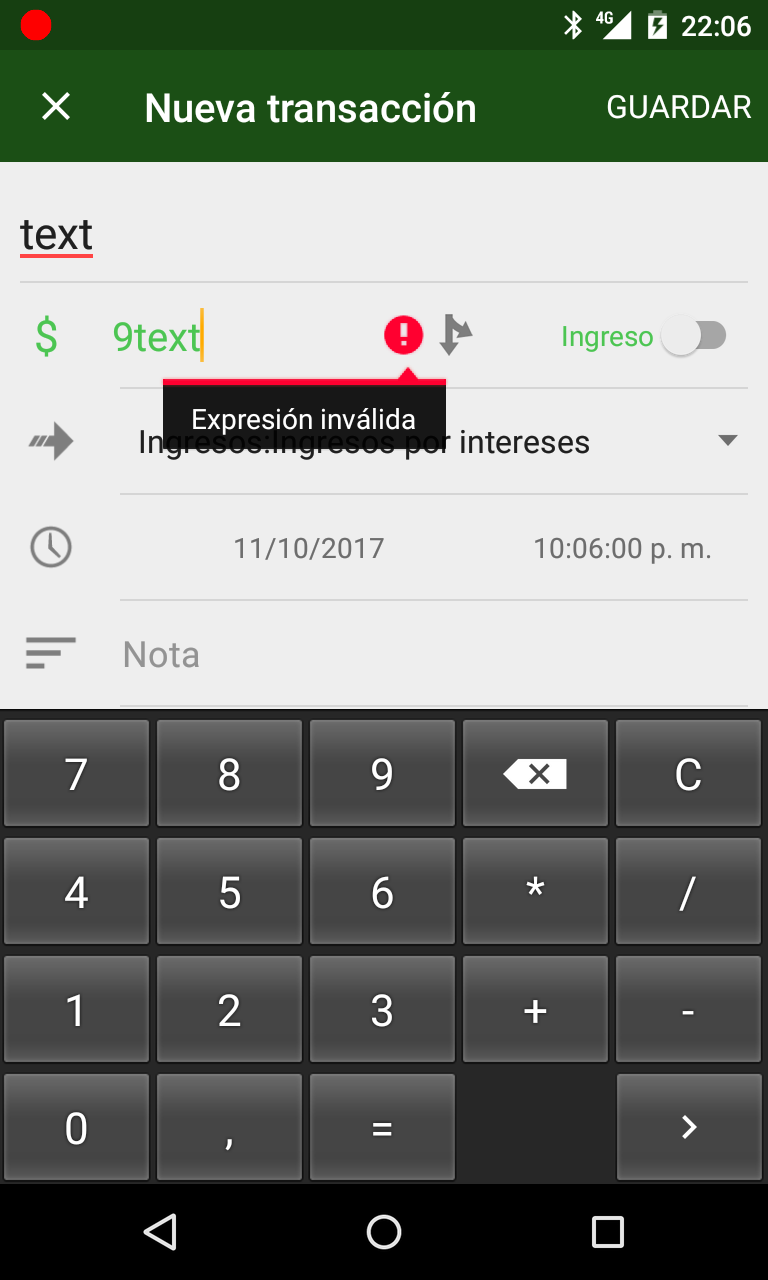 4G 22:06
Nueva transacción GUARDAR
text
$ 9text Ingreso
Expresión inválida
Ingresos:Ingresos por intereses
11/10/2017 10:06:00 p. m.
Nota
7 8 9 C
4 5 6 * /
1 2 3 + -
0 , = >